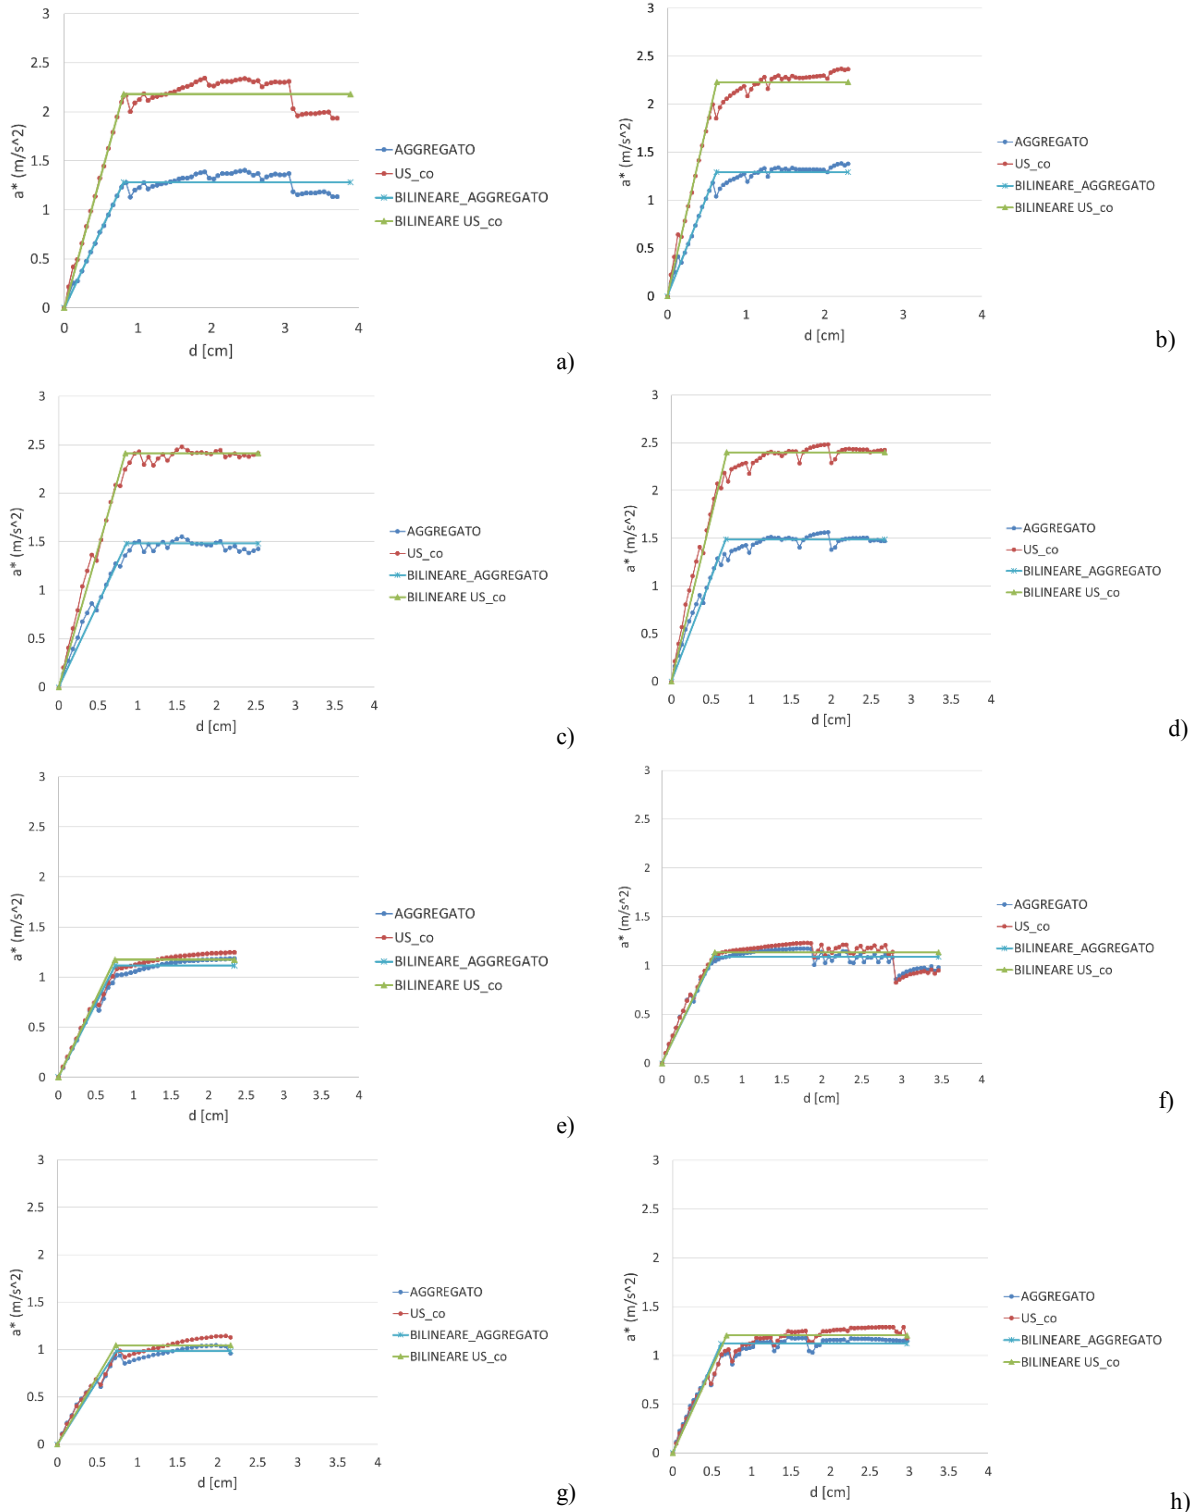 3
2.5
2
1.5
1
0.5
0
a* (m/s^2)
0 1 2 3 4
d [cm]
AGGREGATO
US_co
BILINEARE_AGGREGATO
BILINEARE US_co
a)
3
2.5
2
1.5
1
0.5
0
a* (m/s^2)
0 1 2 3 4
d [cm]
AGGREGATO
US_co
BILINEARE_AGGREGATO
BILINEARE US_co
b)
3
2.5
2
1.5
1
0.5
0
a* (m/s^2)
0 0.5 1 1.5 2 2.5 3 3.5 4
d [cm]
AGGREGATO
US_co
BILINEARE_AGGREGATO
BILINEARE US_co
c)
3
2.5
2
1.5
1
0.5
0
a* (m/s^2)
0 0.5 1 1.5 2 2.5 3 3.5 4
d [cm]
AGGREGATO
US_co
BILINEARE_AGGREGATO
BILINEARE US_co
d)
3
2.5
2
1.5
1
0.5
0
a* (m/s^2)
0 0.5 1 1.5 2 2.5 3 3.5 4
d [cm]
AGGREGATO
US_co
BILINEARE_AGGREGATO
BILINEARE US_co
e)
3
2.5
2
1.5
1
0.5
0
a* (m/s^2)
0 0.5 1 1.5 2 2.5 3 3.5 4
d [cm]
AGGREGATO
US_co
BILINEARE_AGGREGATO
BILINEARE US_co
f)
3
2.5
2
1.5
1
0.5
0
a* (m/s^2)
0 0.5 1 1.5 2 2.5 3 3.5 4
d [cm]
AGGREGATO
US_co
BILINEARE_AGGREGATO
BILINEARE US_co
g)
3
2.5
2
1.5
1
0.5
0
a* (m/s^2)
0 0.5 1 1.5 2 2.5 3 3.5 4
d [cm]
AGGREGATO
US_co
BILINEARE_AGGREGATO
BILINEARE US_co
h)